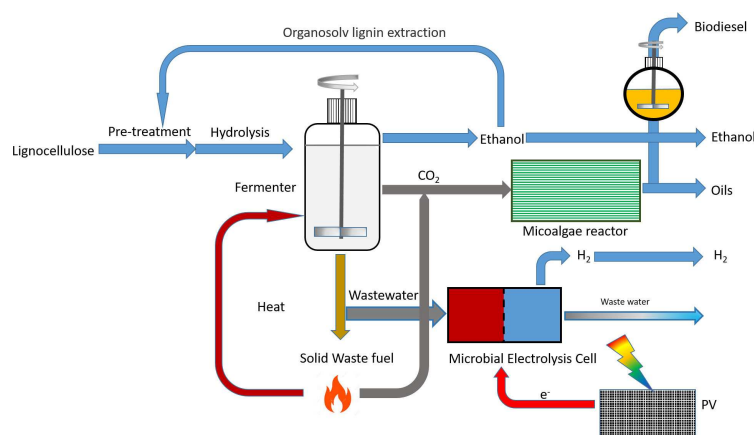 Organosolv lignin extraction
Biodiesel
Pre-treatment
Hydrolysis
Lignocellulose
Ethanol
Ethanol
Fermenter
CO2
Oils
Micoalgae reactor
H2
H2
Heat
Wastewater
Waste water
Solid Waste fuel
Microbial Electrolysis Cell
e-
PV